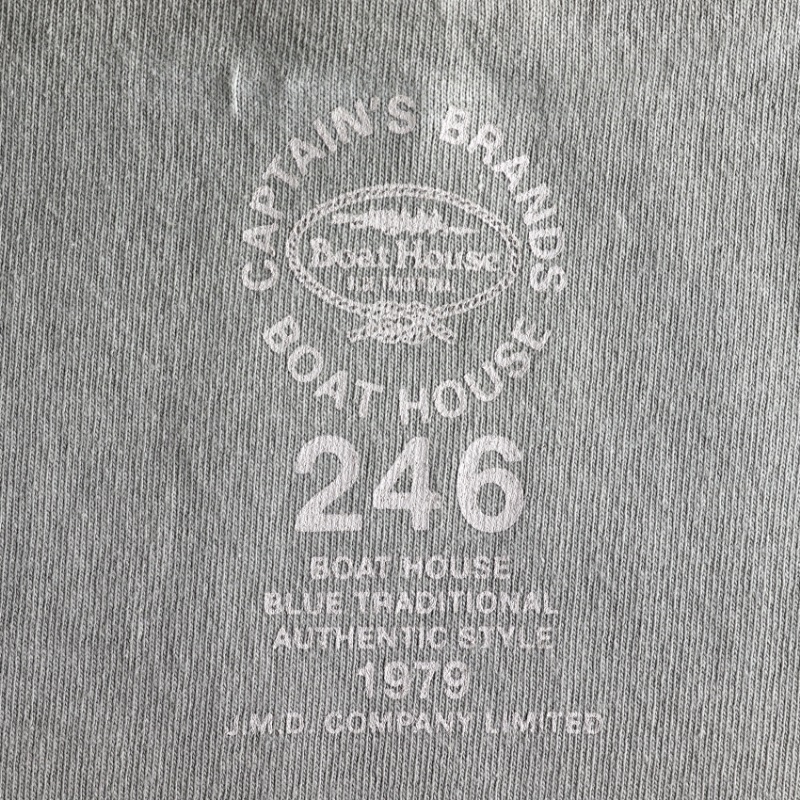 CAPTAIN'S BRANDS
Boat House
BOAT HOUSE
246
BOAT HOUSE
BLUE TRADITIONAL
AUTHENTIC STYLE
1979
J.M.D. COMPANY LIMITED